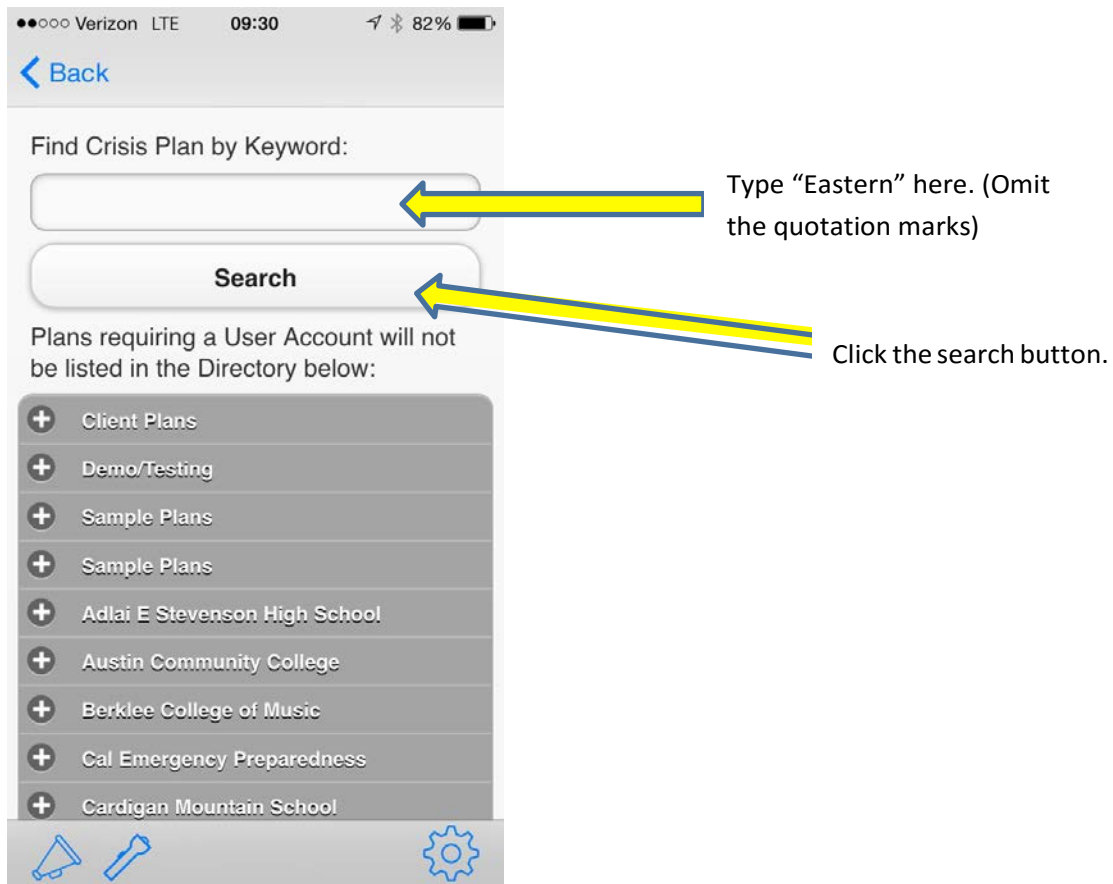 Verizon LTE 09:30 82%
Back
Find Crisis Plan by Keyword:
Type “Eastern” here. (Omit
the quotation marks)
Search
Click the search button.
Plans requiring a User Account will not
be listed in the Directory below:
Client Plans
Demo/Testing
Sample Plans
Sample Plans
Adlai E Stevenson High School
Austin Community College
Berklee College of Music
Cal Emergency Preparedness
Cardigan Mountain School